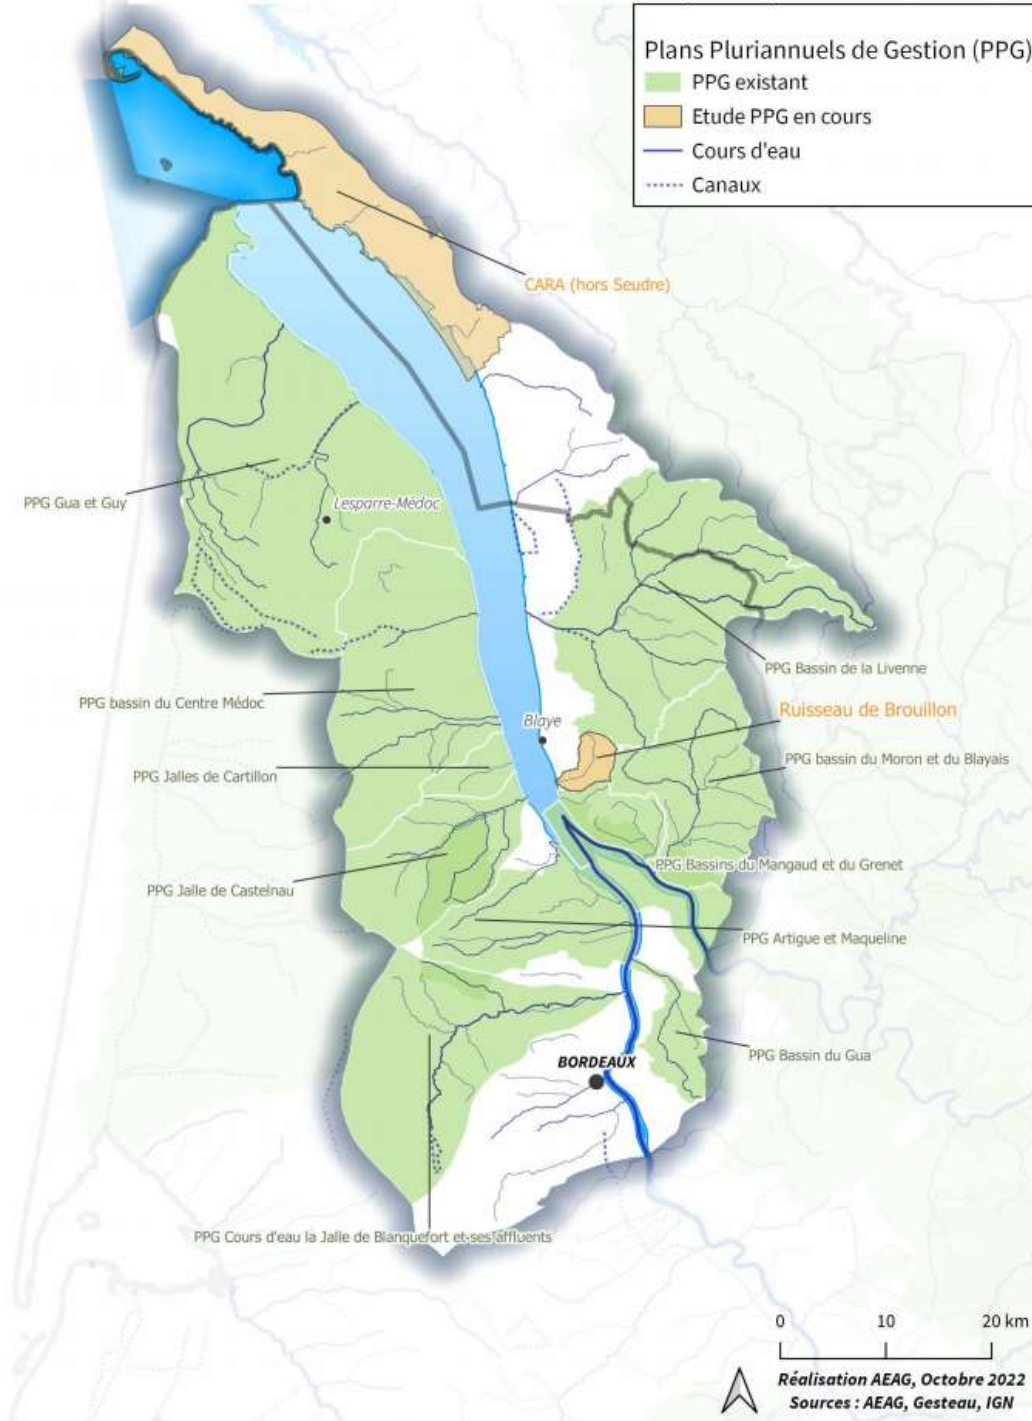 Plans Pluriannuels de Gestion (PPG)
PPG existant
Etude PPG en cours
Cours d'eau
Canaux
CARA (hors Seudre)
PPG Gua et Guy
Lesparre-Médoc
PPG Bassin de la Livenne
PPG bassin du Centre Médoc
Ruisseau de Brouillon
Blaye
PPG bassin du Moron et du Blayais
PPG Jalles de Cartillon
PPG Bassins du Mangaud et du Grenet
PPG Jalle de Castelnau
PPG Artigue et Maqueline
PPG Bassin du Gua
BORDEAUX
PPG Cours d'eau la Jalle de Blanquefort et ses affluents
0 10 20 km
Réalisation AEAG, Octobre 2022
Sources : AEAG, Gesteau, IGN